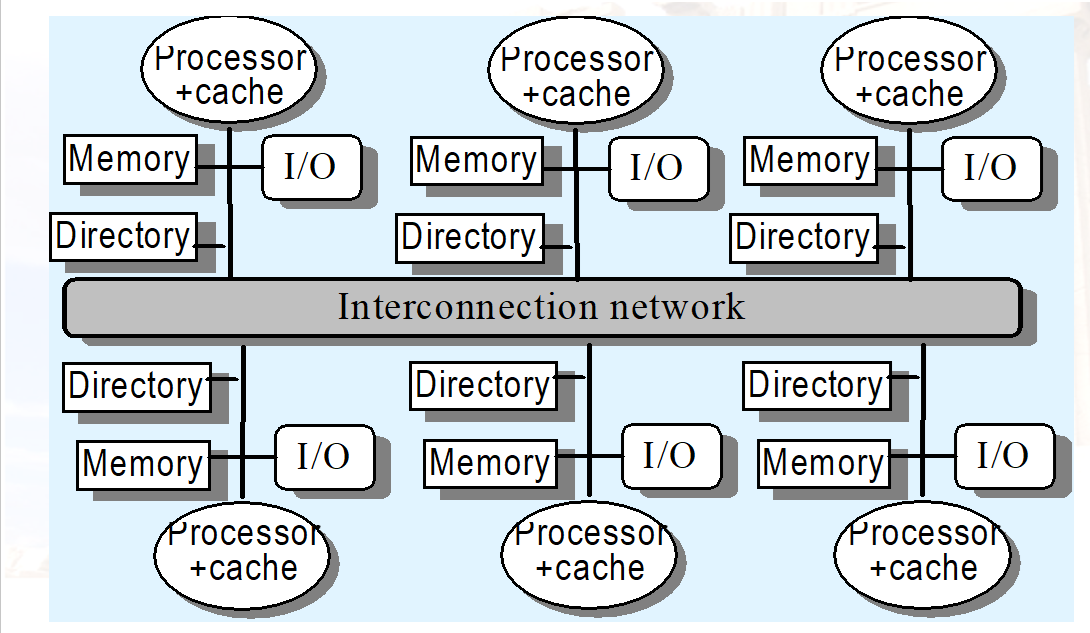 Processor
+cache
Processor
+cache
Processor
+cache
Memory
I/O
Memory
I/O
Memory
I/O
Directory
Directory
Directory
Interconnection network
Directory
Directory
Directory
Memory
I/O
Memory
I/O
Memory
I/O
Processor
+cache
Processor
+cache
Processor
+cache